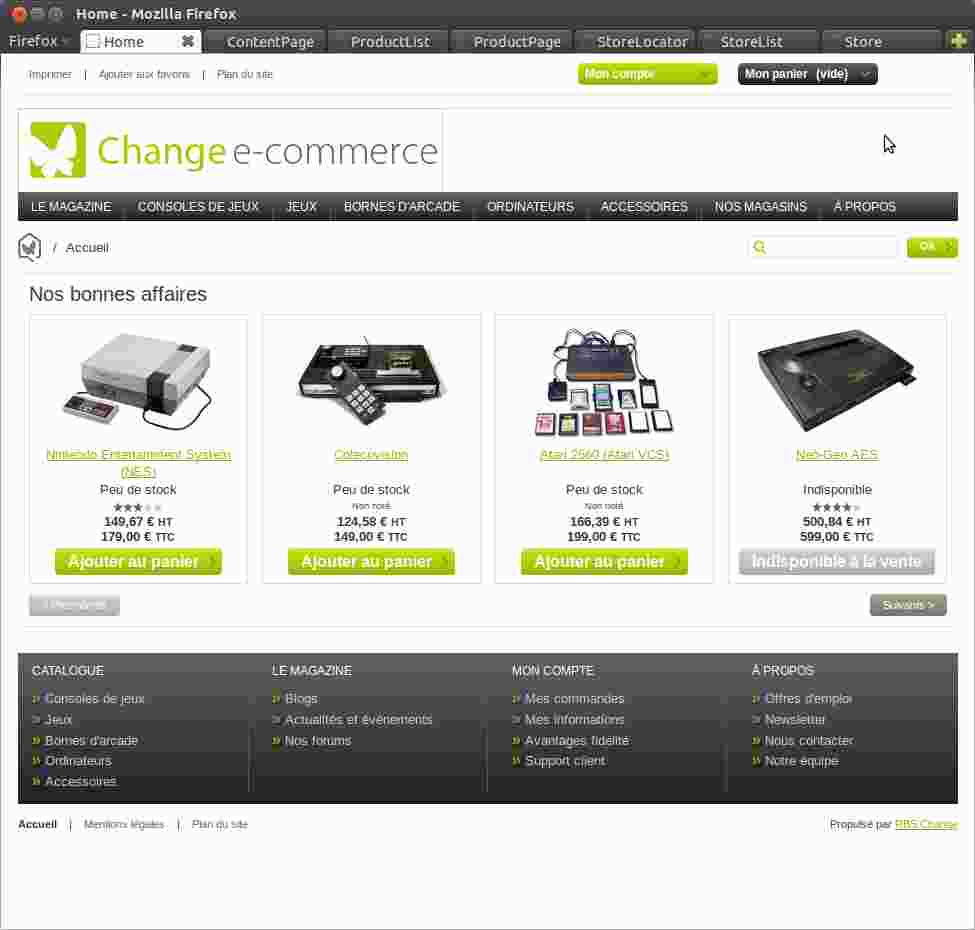 Home - Mozilla Firefox
Firefox Home ContentPage ProductList ProductPage StoreLocator StoreList Store
Imprimer | Ajouter aux favoris | Plan du site Mon compte Mon panier (vide)
Change e-commerce
LE MAGAZINE CONSOLES DE JEUX JEUX BORNES D'ARCADE ORDINATEURS ACCESSOIRES NOS MAGASINS À PROPOS
/ Accueil Ok
Nos bonnes affaires
Nintendo Entertainment System
(NES)
Peu de stock
149,67 € HT
179,00 € TTC
Ajouter au panier
Colecovision
Peu de stock
Non noté
124,58 € HT
149,00 € TTC
Ajouter au panier
Atari 2560 (Atari VCS)
Peu de stock
Non noté
166,39 € HT
199,00 € TTC
Ajouter au panier
Neo-Geo AES
Indisponible
500,84 € HT
599,00 € TTC
Indisponible à la vente
Suivants >
CATALOGUE
Consoles de jeux
Jeux
Bornes d'arcade
Ordinateurs
Accessoires
LE MAGAZINE
Blogs
Actualités et événements
Nos forums
MON COMPTE
Mes commandes
Mes informations
Avantages fidélité
Support client
À PROPOS
Offres d'emploi
Newsletter
Nous contacter
Notre équipe
Accueil | Mentions légales | Plan du site Propulsé par RBS Change